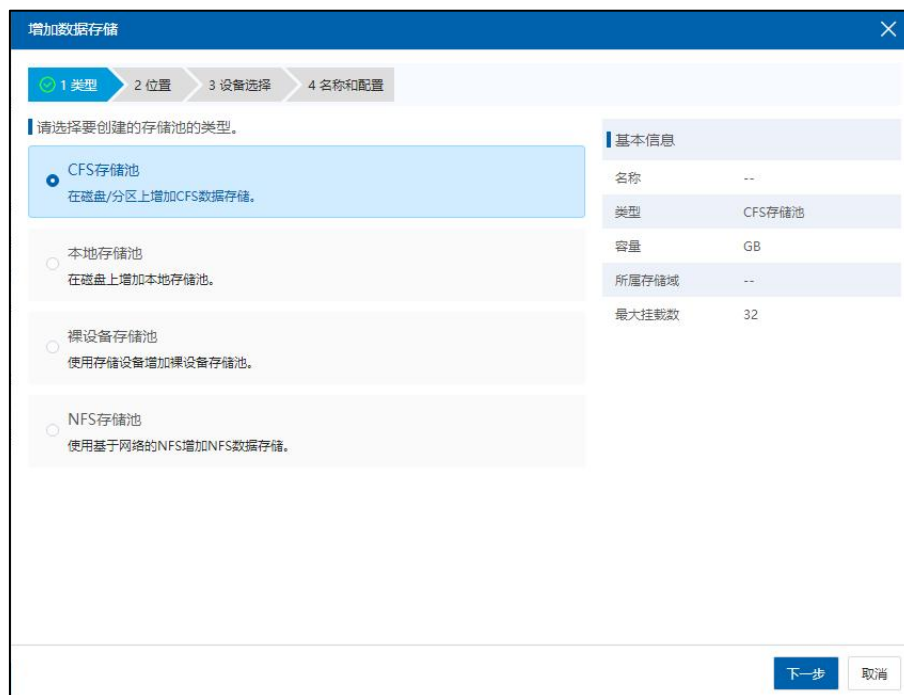 增加数据存储
1 类型
2 位置
3 设备选择
4 名称和配置
请选择要创建的存储池的类型。
CFS存储池
在磁盘/分区上增加CFS数据存储。
本地存储池
在磁盘上增加本地存储池。
裸设备存储池
使用存储设备增加裸设备存储池。
NFS存储池
使用基于网络的NFS增加NFS数据存储。
基本信息
名称 --
类型 CFS存储池
容量 GB
所属存储域 --
最大挂载数 32
下一步
取消